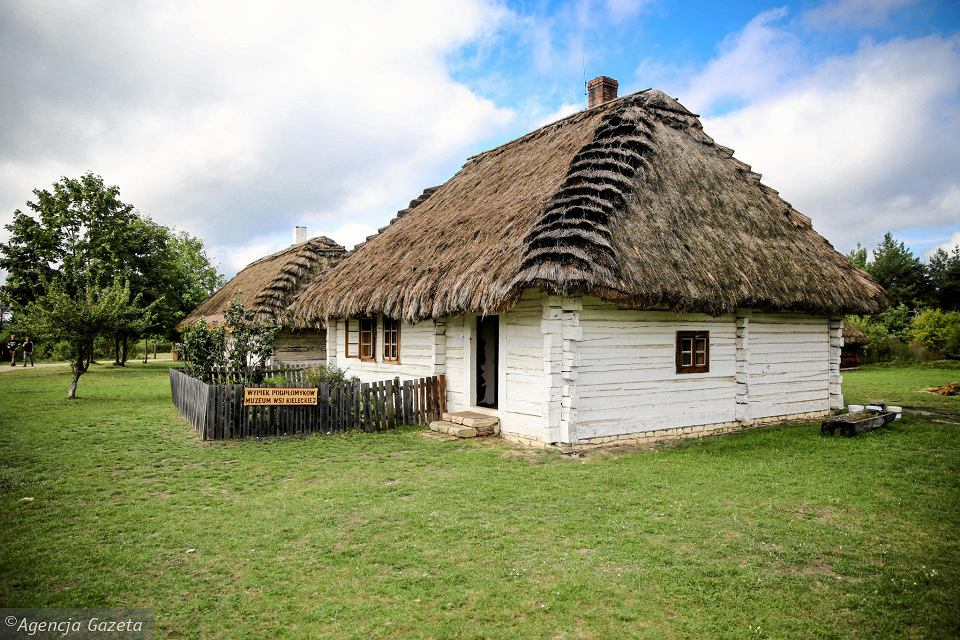 WYPIEK PODPŁOMYKÓW
MUZEUM WSI KIELECKIEJ
©Agencja Gazeta